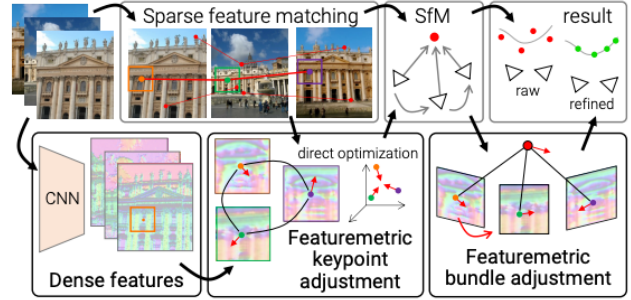 Sparse feature matching
SfM
result
raw
refined
CNN
Dense features
direct optimization
Featuremetric
keypoint
adjustment
Featuremetric
bundle adjustment